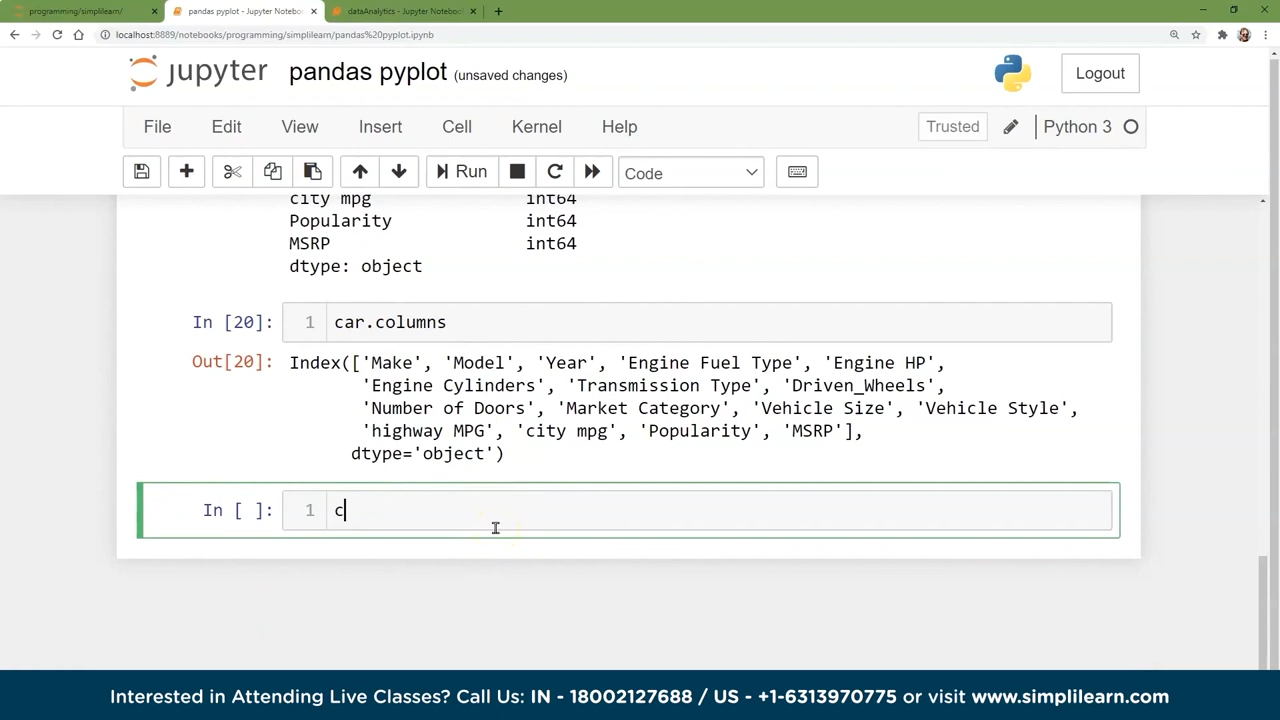 programming/simplilearn/
pandas pyplot - Jupyter Noteboo
dataAnalytics - Jupyter Notebook
localhost:8889/notebooks/programming/simplilearn/pandas%20pyplot.ipynb
jupyter pandas pyplot (unsaved changes)
Logout
File Edit View Insert Cell Kernel Help
Trusted
Python 3
Run
Code
city mpg int64
Popularity int64
MSRP int64
dtype: object
In [20]: 1 car.columns
Out[20]: Index(['Make', 'Model', 'Year', 'Engine Fuel Type', 'Engine HP',
'Engine Cylinders', 'Transmission Type', 'Driven_Wheels',
'Number of Doors', 'Market Category', 'Vehicle Size', 'Vehicle Style',
'highway MPG', 'city mpg', 'Popularity', 'MSRP'],
dtype='object')
In [ ]: 1 c
Interested in Attending Live Classes? Call Us: IN - 18002127688 / US - +1-6313970775 or visit www.simplilearn.com